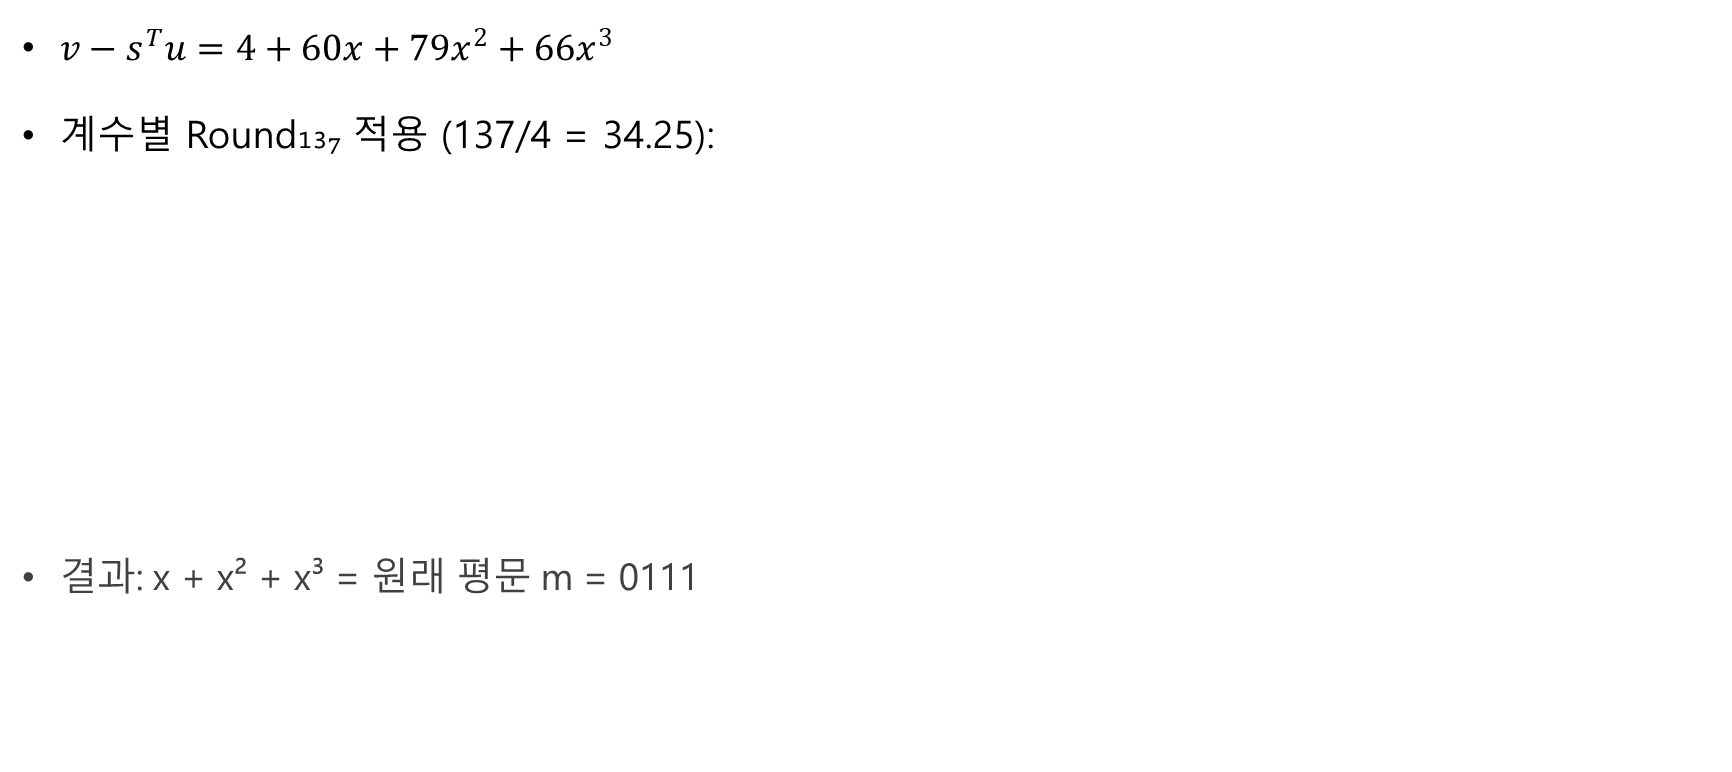 • v − sᵀu = 4 + 60x + 79x² + 66x³
• 계수별 Round₁₃₇ 적용 (137/4 = 34.25):
• 결과: x + x² + x³ = 원래 평문 m = 0111